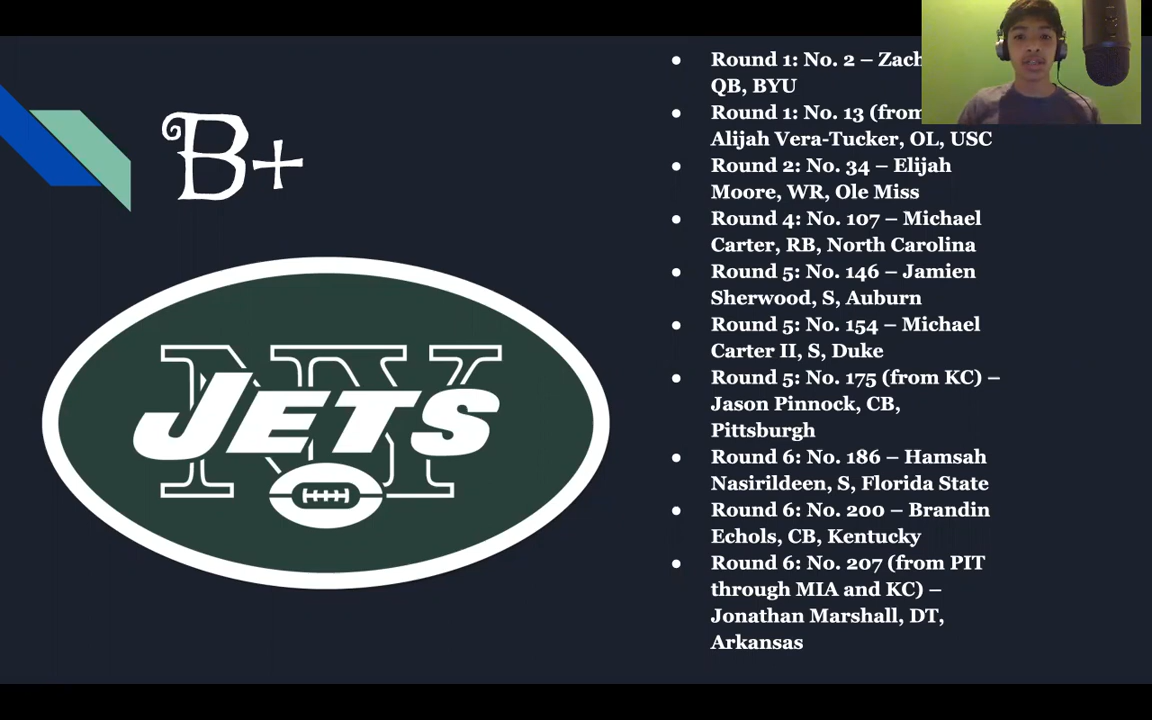 B+
NY
JETS
• Round 1: No. 2 – Zach
QB, BYU
• Round 1: No. 13 (from
Alijah Vera-Tucker, OL, USC
• Round 2: No. 34 – Elijah
Moore, WR, Ole Miss
• Round 4: No. 107 – Michael
Carter, RB, North Carolina
• Round 5: No. 146 – Jamien
Sherwood, S, Auburn
• Round 5: No. 154 – Michael
Carter II, S, Duke
• Round 5: No. 175 (from KC) –
Jason Pinnock, CB,
Pittsburgh
• Round 6: No. 186 – Hamsah
Nasirildeen, S, Florida State
• Round 6: No. 200 – Brandin
Echols, CB, Kentucky
• Round 6: No. 207 (from PIT
through MIA and KC) –
Jonathan Marshall, DT,
Arkansas